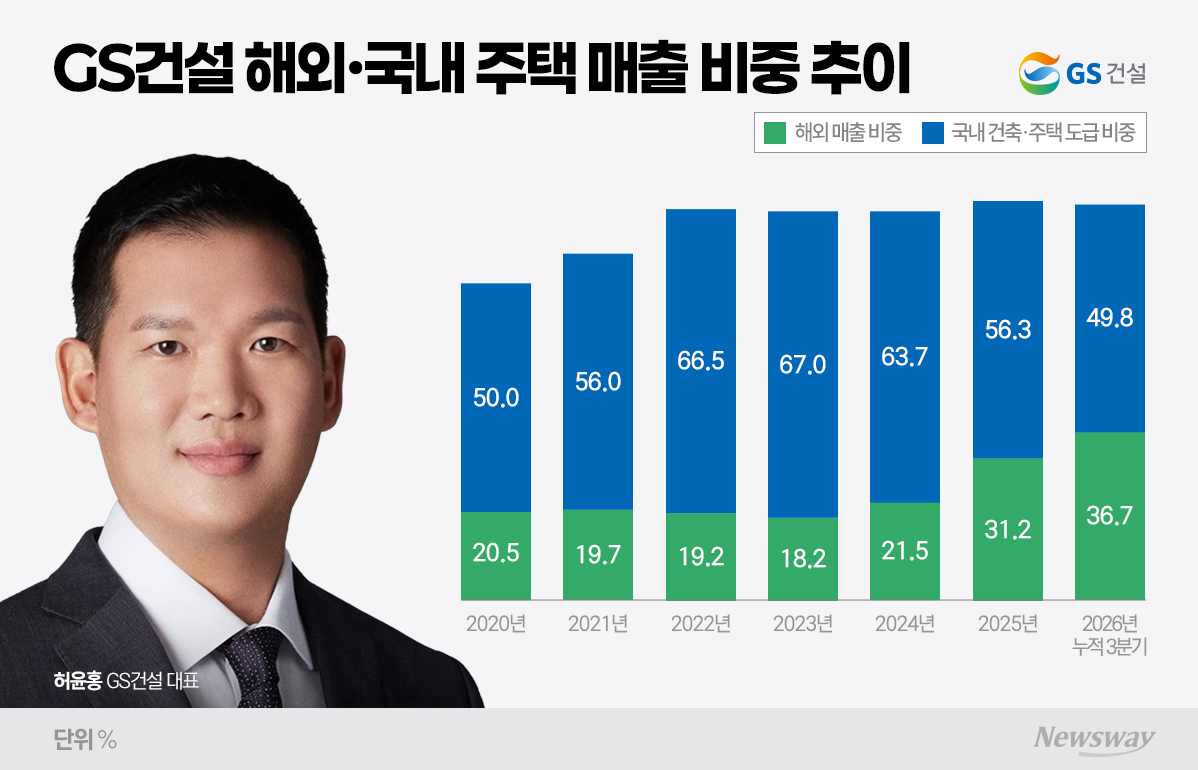 GS건설 해외·국내 주택 매출 비중 추이
GS건설
해외 매출 비중
국내 건축·주택 도급 비중
50.0
56.0
66.5
67.0
63.7
56.3
49.8
20.5
19.7
19.2
18.2
21.5
31.2
36.7
2020년
2021년
2022년
2023년
2024년
2025년
2026년
누적 3분기
허윤홍 GS건설 대표
단위 %
Newsway